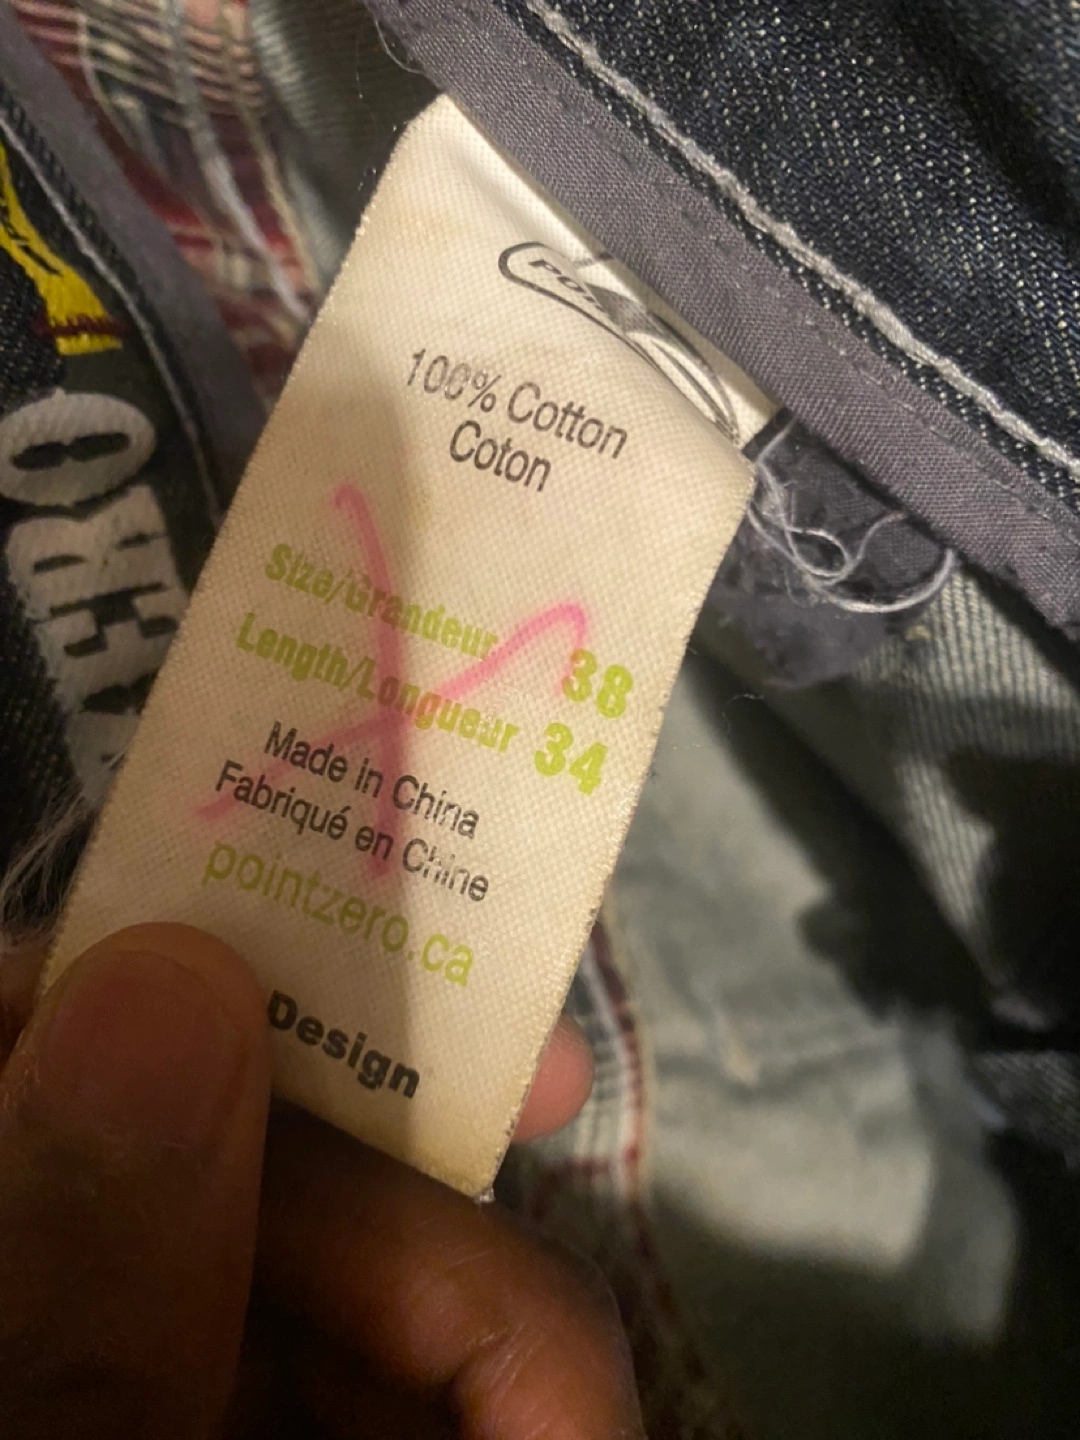 100% Cotton
Coton
Size/Grandeur 38
Length/Longueur 34
Made in China
Fabriqué en Chine
pointzero.ca
Design